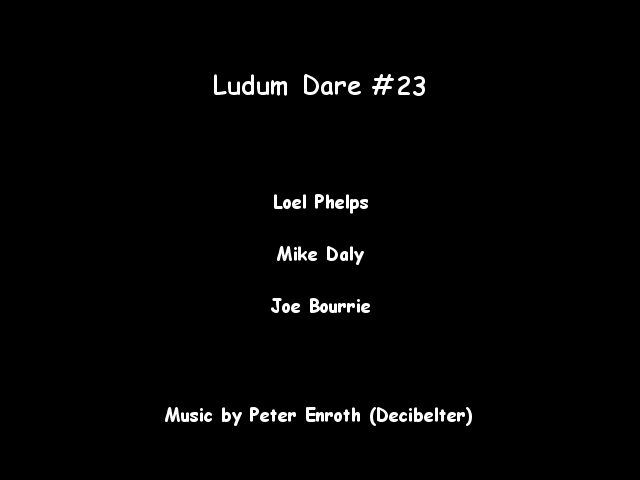 Ludum Dare #23
Loel Phelps
Mike Daly
Joe Bourrie
Music by Peter Enroth (Decibelter)